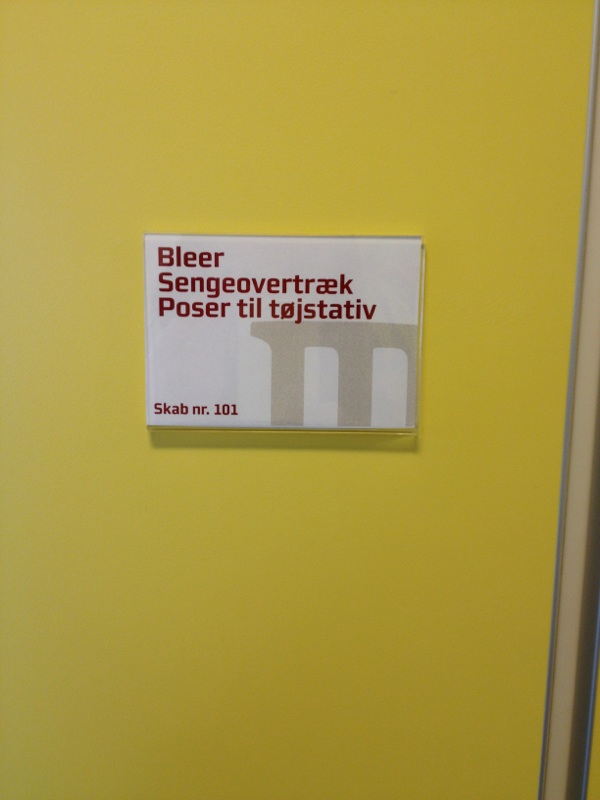 Bleer
Sengeovertræk
Poser til tøjstativ
Skab nr. 101